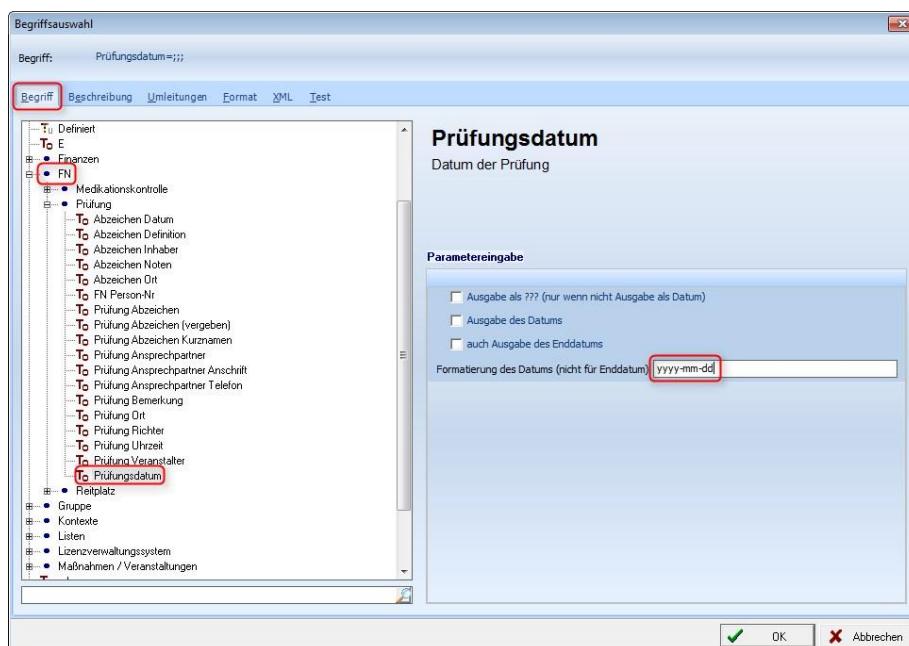 Begriffsauswahl
Begriff: Prüfungsdatum=;;;
Begriff Beschreibung Umleitungen Format XML Test
Definiert
E
Finanzen
FN
Medikationskontrolle
Prüfung
Abzeichen Datum
Abzeichen Definition
Abzeichen Inhaber
Abzeichen Noten
Abzeichen Ort
FN Person-Nr
Prüfung Abzeichen
Prüfung Abzeichen (vergeben)
Prüfung Abzeichen Kurznamen
Prüfung Ansprechpartner
Prüfung Ansprechpartner Anschrift
Prüfung Ansprechpartner Telefon
Prüfung Bemerkung
Prüfung Ort
Prüfung Richter
Prüfung Uhrzeit
Prüfung Veranstalter
Prüfungsdatum
Reitplatz
Gruppe
Kontexte
Listen
Lizenzverwaltungssystem
Maßnahmen / Veranstaltungen
Prüfungsdatum
Datum der Prüfung
Parametereingabe
Ausgabe als ??? (nur wenn nicht Ausgabe als Datum)
Ausgabe des Datums
auch Ausgabe des Enddatums
Formatierung des Datums (nicht für Enddatum) yyyy-mm-dd
OK Abbrechen